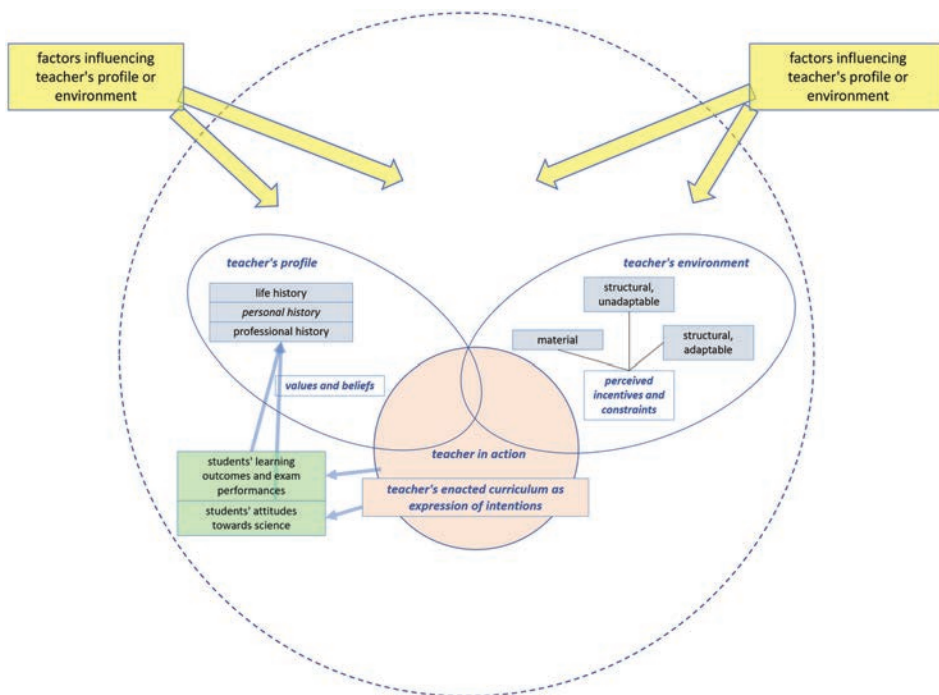 factors influencing
teacher's profile or
environment
factors influencing
teacher's profile or
environment
teacher's profile
life history
personal history
professional history
values and beliefs
teacher's environment
structural,
unadaptable
material
structural,
adaptable
perceived
incentives and
constraints
teacher in action
teacher's enacted curriculum as
expression of intentions
students' learning
outcomes and exam
performances
students' attitudes
towards science